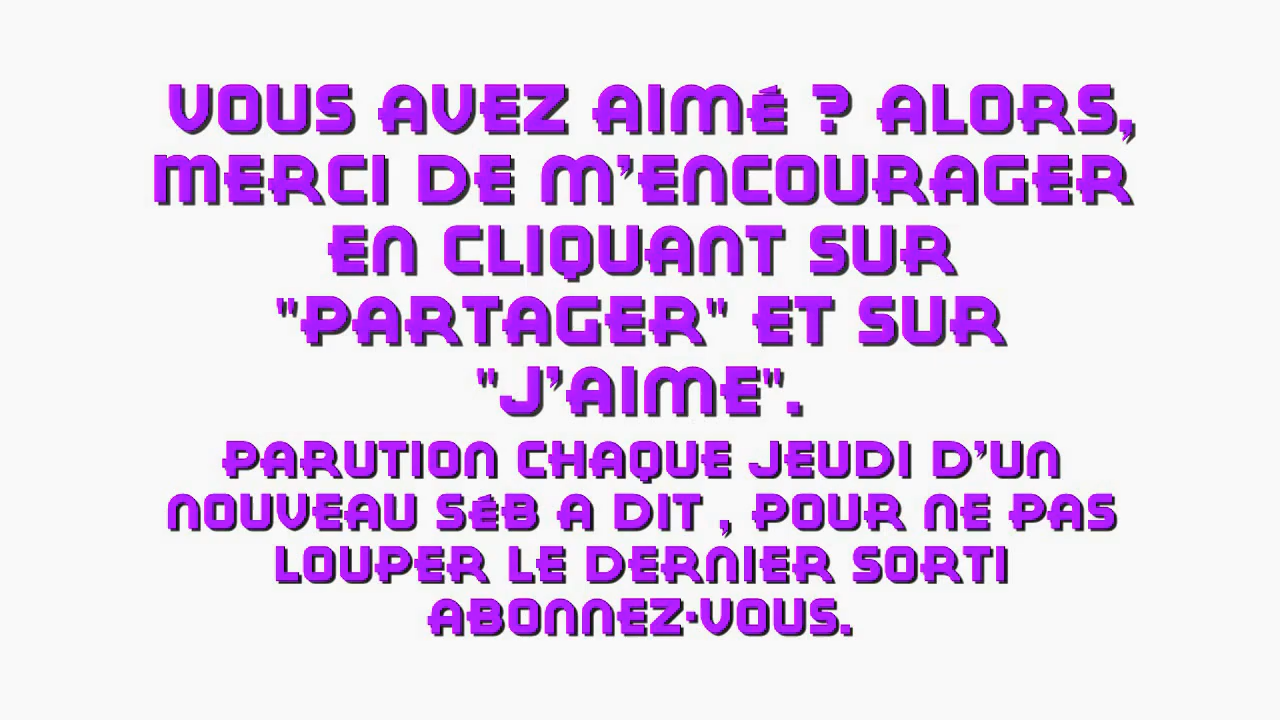 VOUS AVEZ AIMÉ ? ALORS,
MERCI DE M'ENCOURAGER
EN CLIQUANT SUR
"PARTAGER" ET SUR
"J'AIME".
PARUTION CHAQUE JEUDI D'UN
NOUVEAU SÉB A DIT , POUR NE PAS
LOUPER LE DERNIER SORTI
ABONNEZ-VOUS.